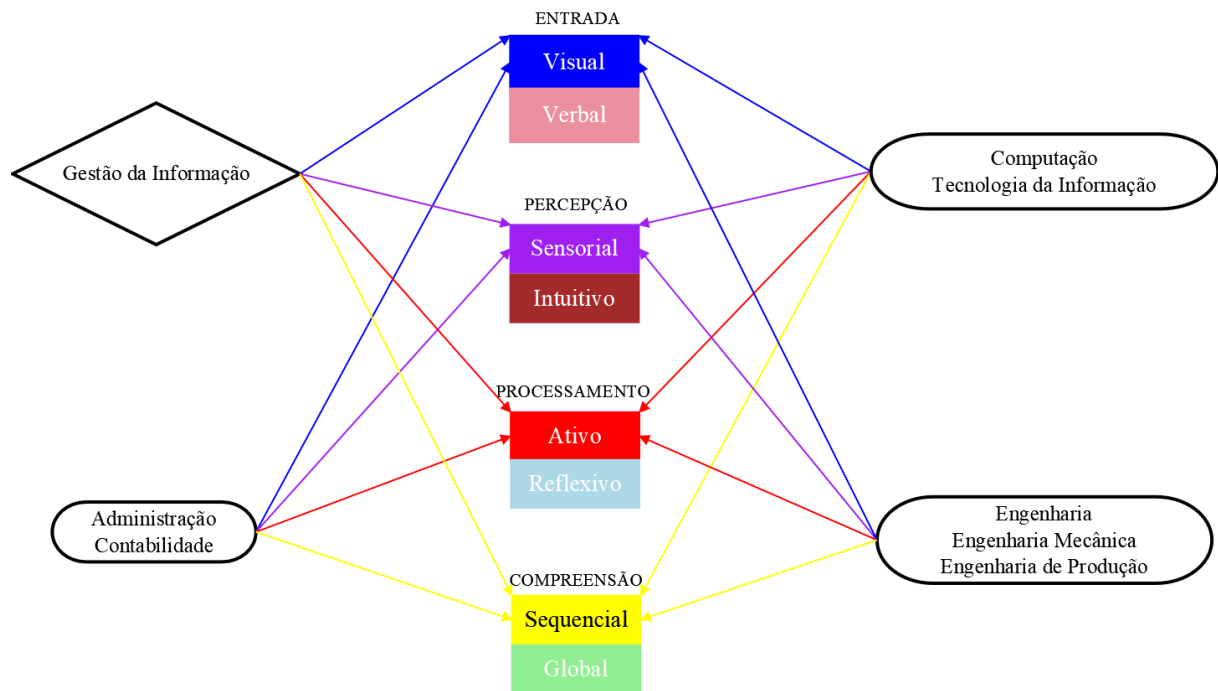 ENTRADA
Visual
Verbal
Gestão da Informação
Computação
Tecnologia da Informação
PERCEPÇÃO
Sensorial
Intuitivo
PROCESSAMENTO
Ativo
Reflexivo
Administração
Contabilidade
Engenharia
Engenharia Mecânica
Engenharia de Produção
COMPREENSÃO
Sequencial
Global